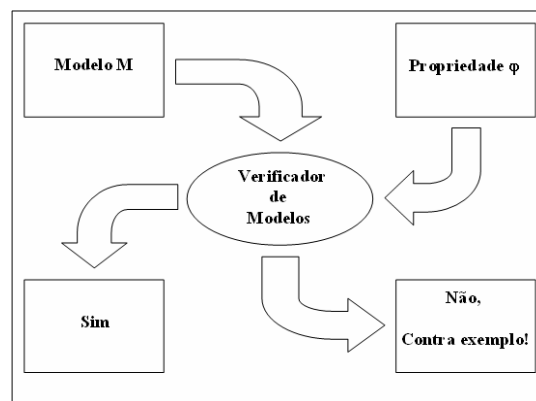 Modelo M
Propriedade φ
Verificador
de
Modelos
Sim
Não,
Contra exemplo!